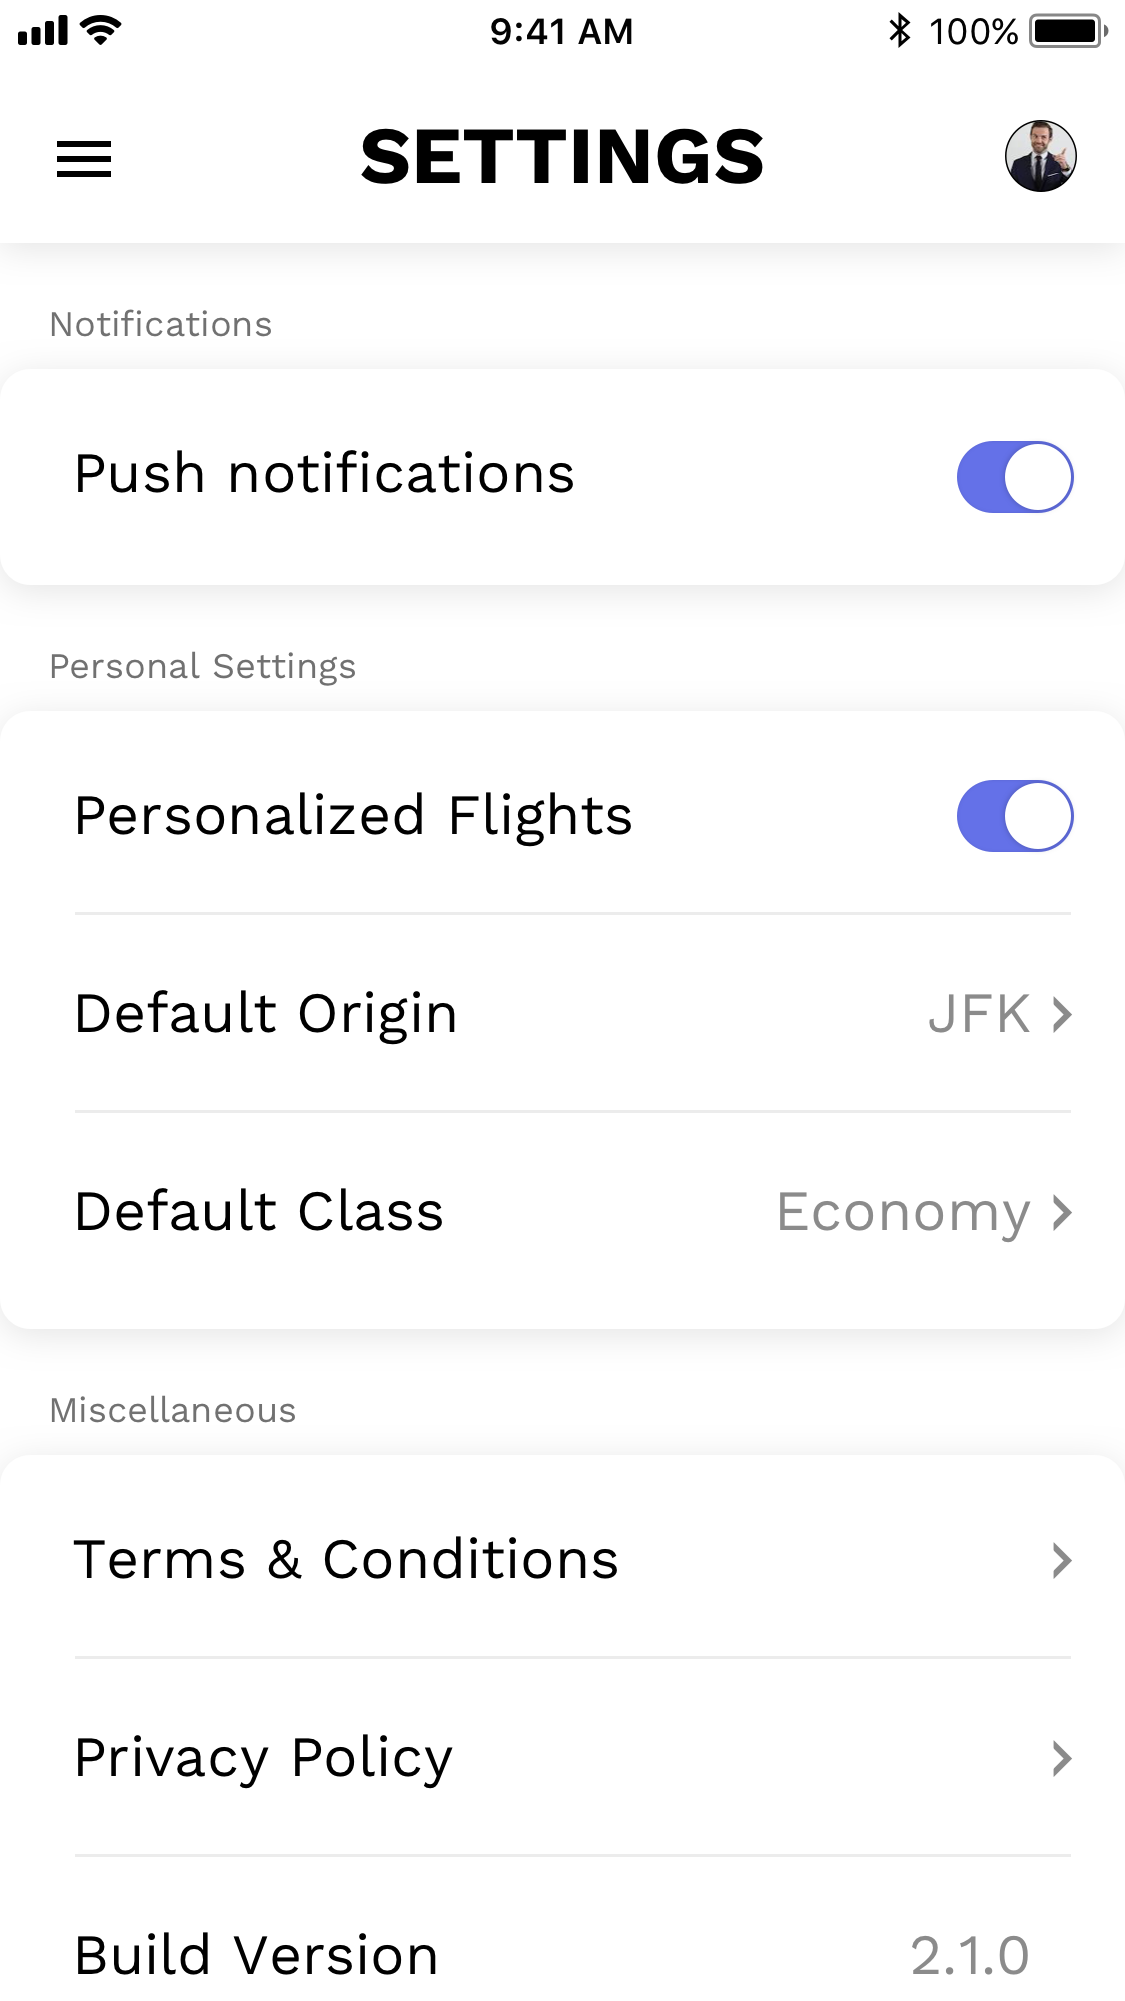 9:41 AM 100%
SETTINGS
Notifications
Push notifications
Personal Settings
Personalized Flights
Default Origin JFK
Default Class Economy
Miscellaneous
Terms & Conditions
Privacy Policy
Build Version 2.1.0